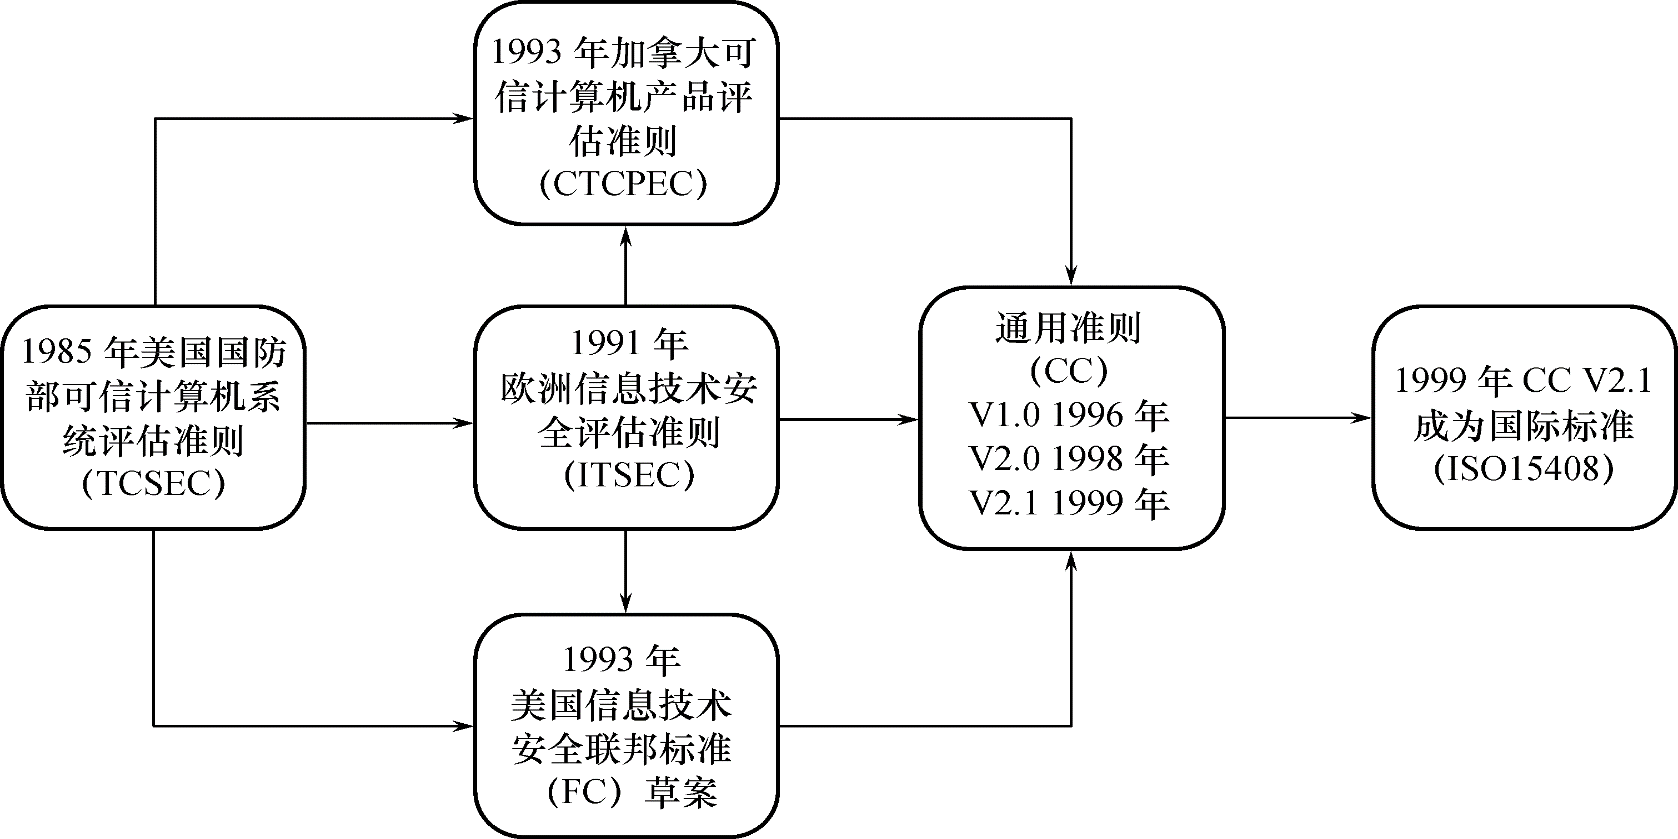 1993 年加拿大可
信计算机产品评
估准则
(CTCPEC)
1985 年美国国防
部可信计算机系
统评估准则
(TCSEC)
1991 年
欧洲信息技术安
全评估准则
(ITSEC)
通用准则
(CC)
V1.0 1996 年
V2.0 1998 年
V2.1 1999 年
1999 年 CC V2.1
成为国际标准
(ISO15408)
1993 年
美国信息技术
安全联邦标准
(FC) 草案